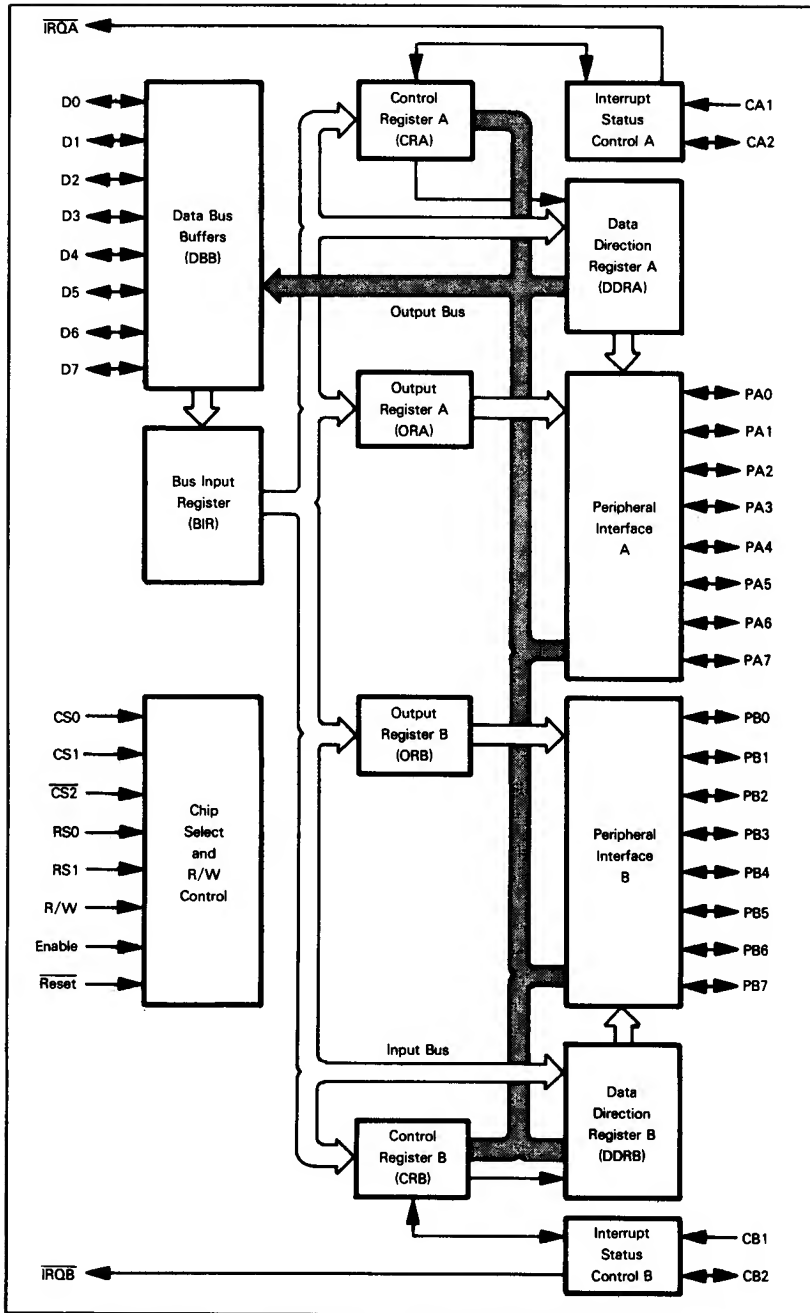 IRQA
D0
D1
D2
D3
D4
D5
D6
D7
Data Bus
Buffers
(DBB)
Bus Input
Register
(BIR)
CS0
CS1
CS2
RS0
RS1
R/W
Enable
Reset
Chip
Select
and
R/W
Control
Control
Register A
(CRA)
Output Bus
Output
Register A
(ORA)
Output
Register B
(ORB)
Input Bus
Control
Register B
(CRB)
Interrupt
Status
Control A
CA1
CA2
Data
Direction
Register A
(DDRA)
Peripheral
Interface
A
PA0
PA1
PA2
PA3
PA4
PA5
PA6
PA7
Peripheral
Interface
B
PB0
PB1
PB2
PB3
PB4
PB5
PB6
PB7
Data
Direction
Register B
(DDRB)
Interrupt
Status
Control B
CB1
CB2
IRQB